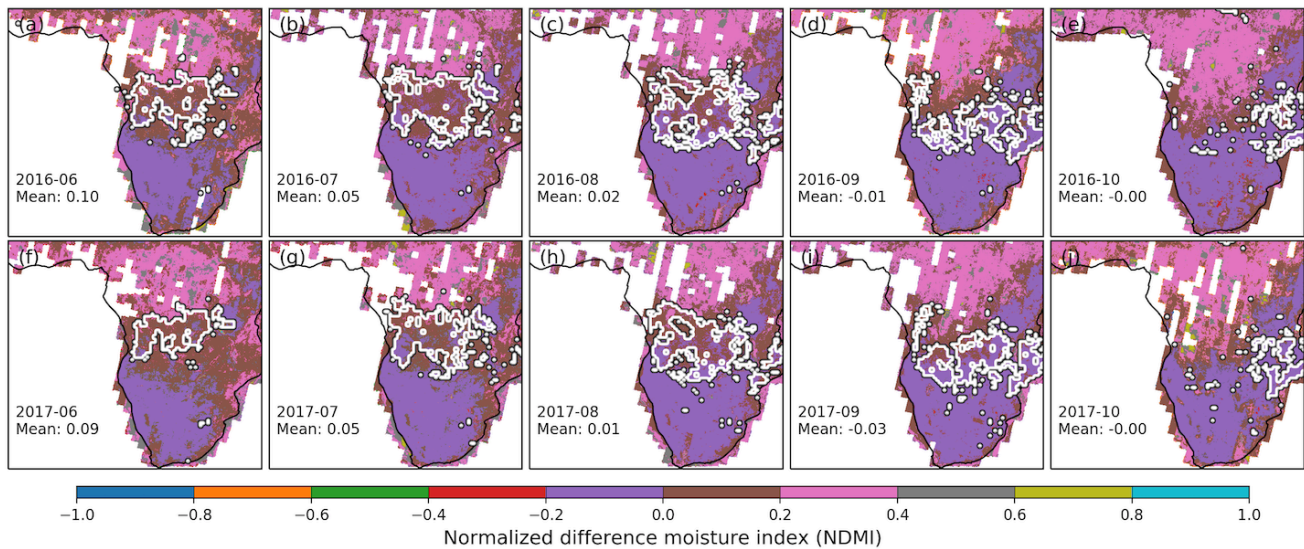 (a)
2016-06
Mean: 0.10
(b)
2016-07
Mean: 0.05
(c)
2016-08
Mean: 0.02
(d)
2016-09
Mean: -0.01
(e)
2016-10
Mean: -0.00
(f)
2017-06
Mean: 0.09
(g)
2017-07
Mean: 0.05
(h)
2017-08
Mean: 0.01
(i)
2017-09
Mean: -0.03
(j)
2017-10
Mean: -0.00
−1.0 −0.8 −0.6 −0.4 −0.2 0.0 0.2 0.4 0.6 0.8 1.0
Normalized difference moisture index (NDMI)